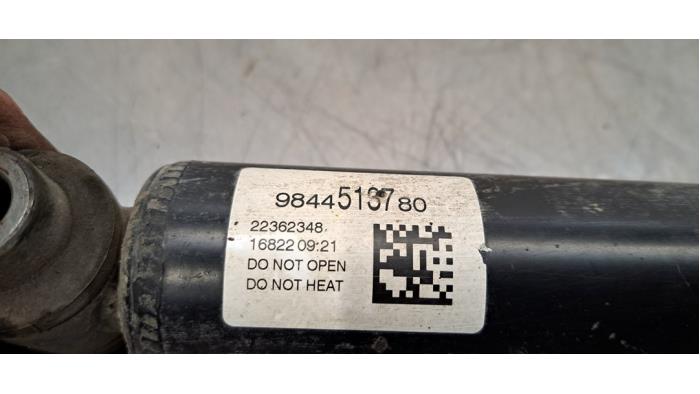 9844513780
22362348
16822 09:21
DO NOT OPEN
DO NOT HEAT